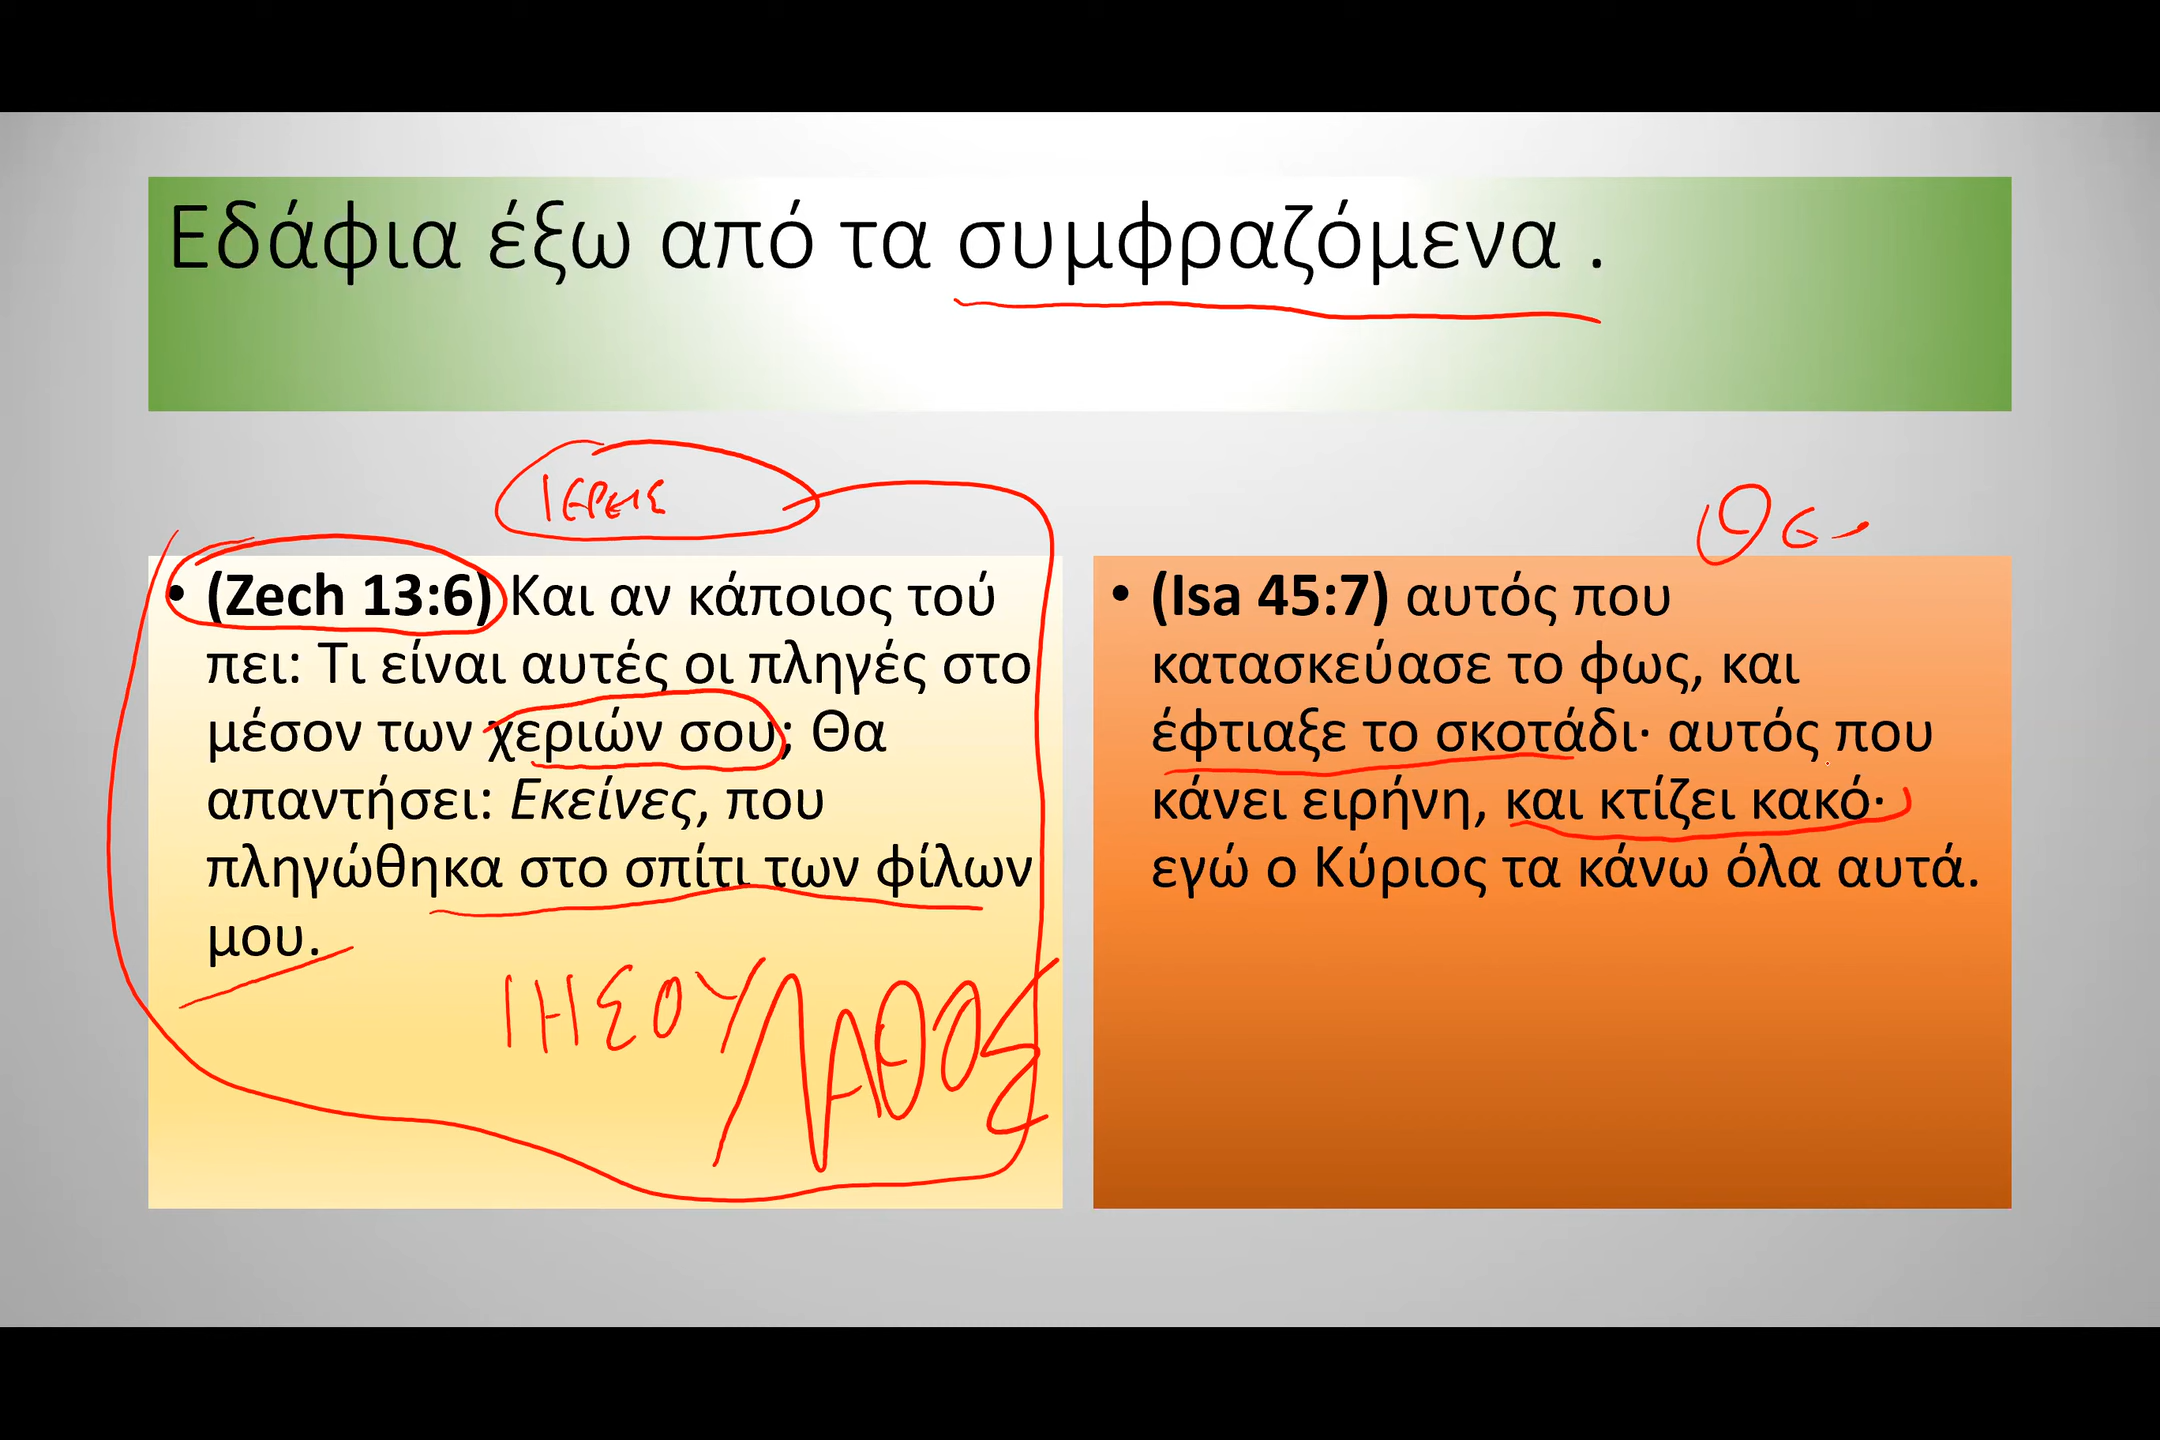 Εδάφια έξω από τα συμφραζόμενα .
ΙΕΡΕΙΣ
• (Zech 13:6) Και αν κάποιος τού
πει: Τι είναι αυτές οι πληγές στο
μέσον των χεριών σου; Θα
απαντήσει: Εκείνες, που
πληγώθηκα στο σπίτι των φίλων
μου.
ΙΗΣΟΥ
ΛΑΘΟΣ
• (Isa 45:7) αυτός που
κατασκεύασε το φως, και
έφτιαξε το σκοτάδι· αυτός που
κάνει ειρήνη, και κτίζει κακό·
εγώ ο Κύριος τα κάνω όλα αυτά.